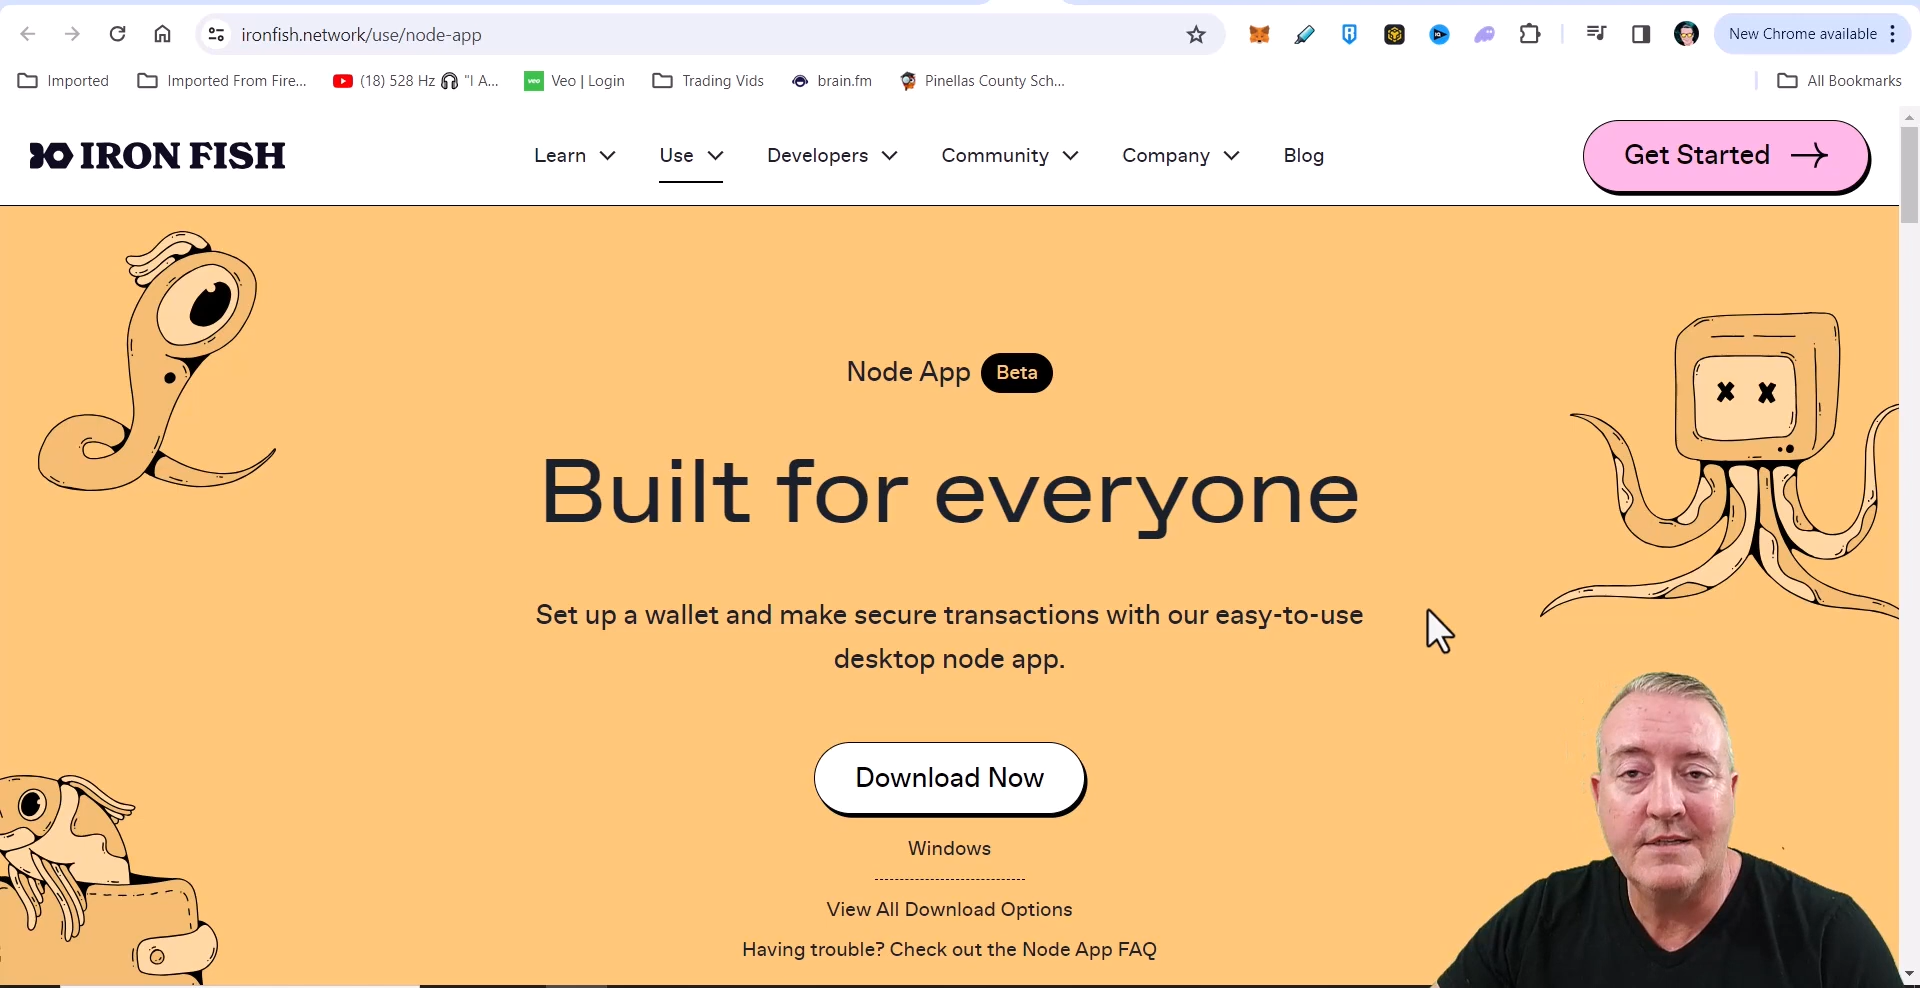 ironfish.network/use/node-app
New Chrome available
Imported
Imported From Fire...
(18) 528 Hz 🎧 "I A...
veo Veo | Login
Trading Vids
brain.fm
Pinellas County Sch...
All Bookmarks
IRON FISH
Learn
Use
Developers
Community
Company
Blog
Get Started
Node App Beta
Built for everyone
Set up a wallet and make secure transactions with our easy-to-use
desktop node app.
Download Now
Windows
View All Download Options
Having trouble? Check out the Node App FAQ